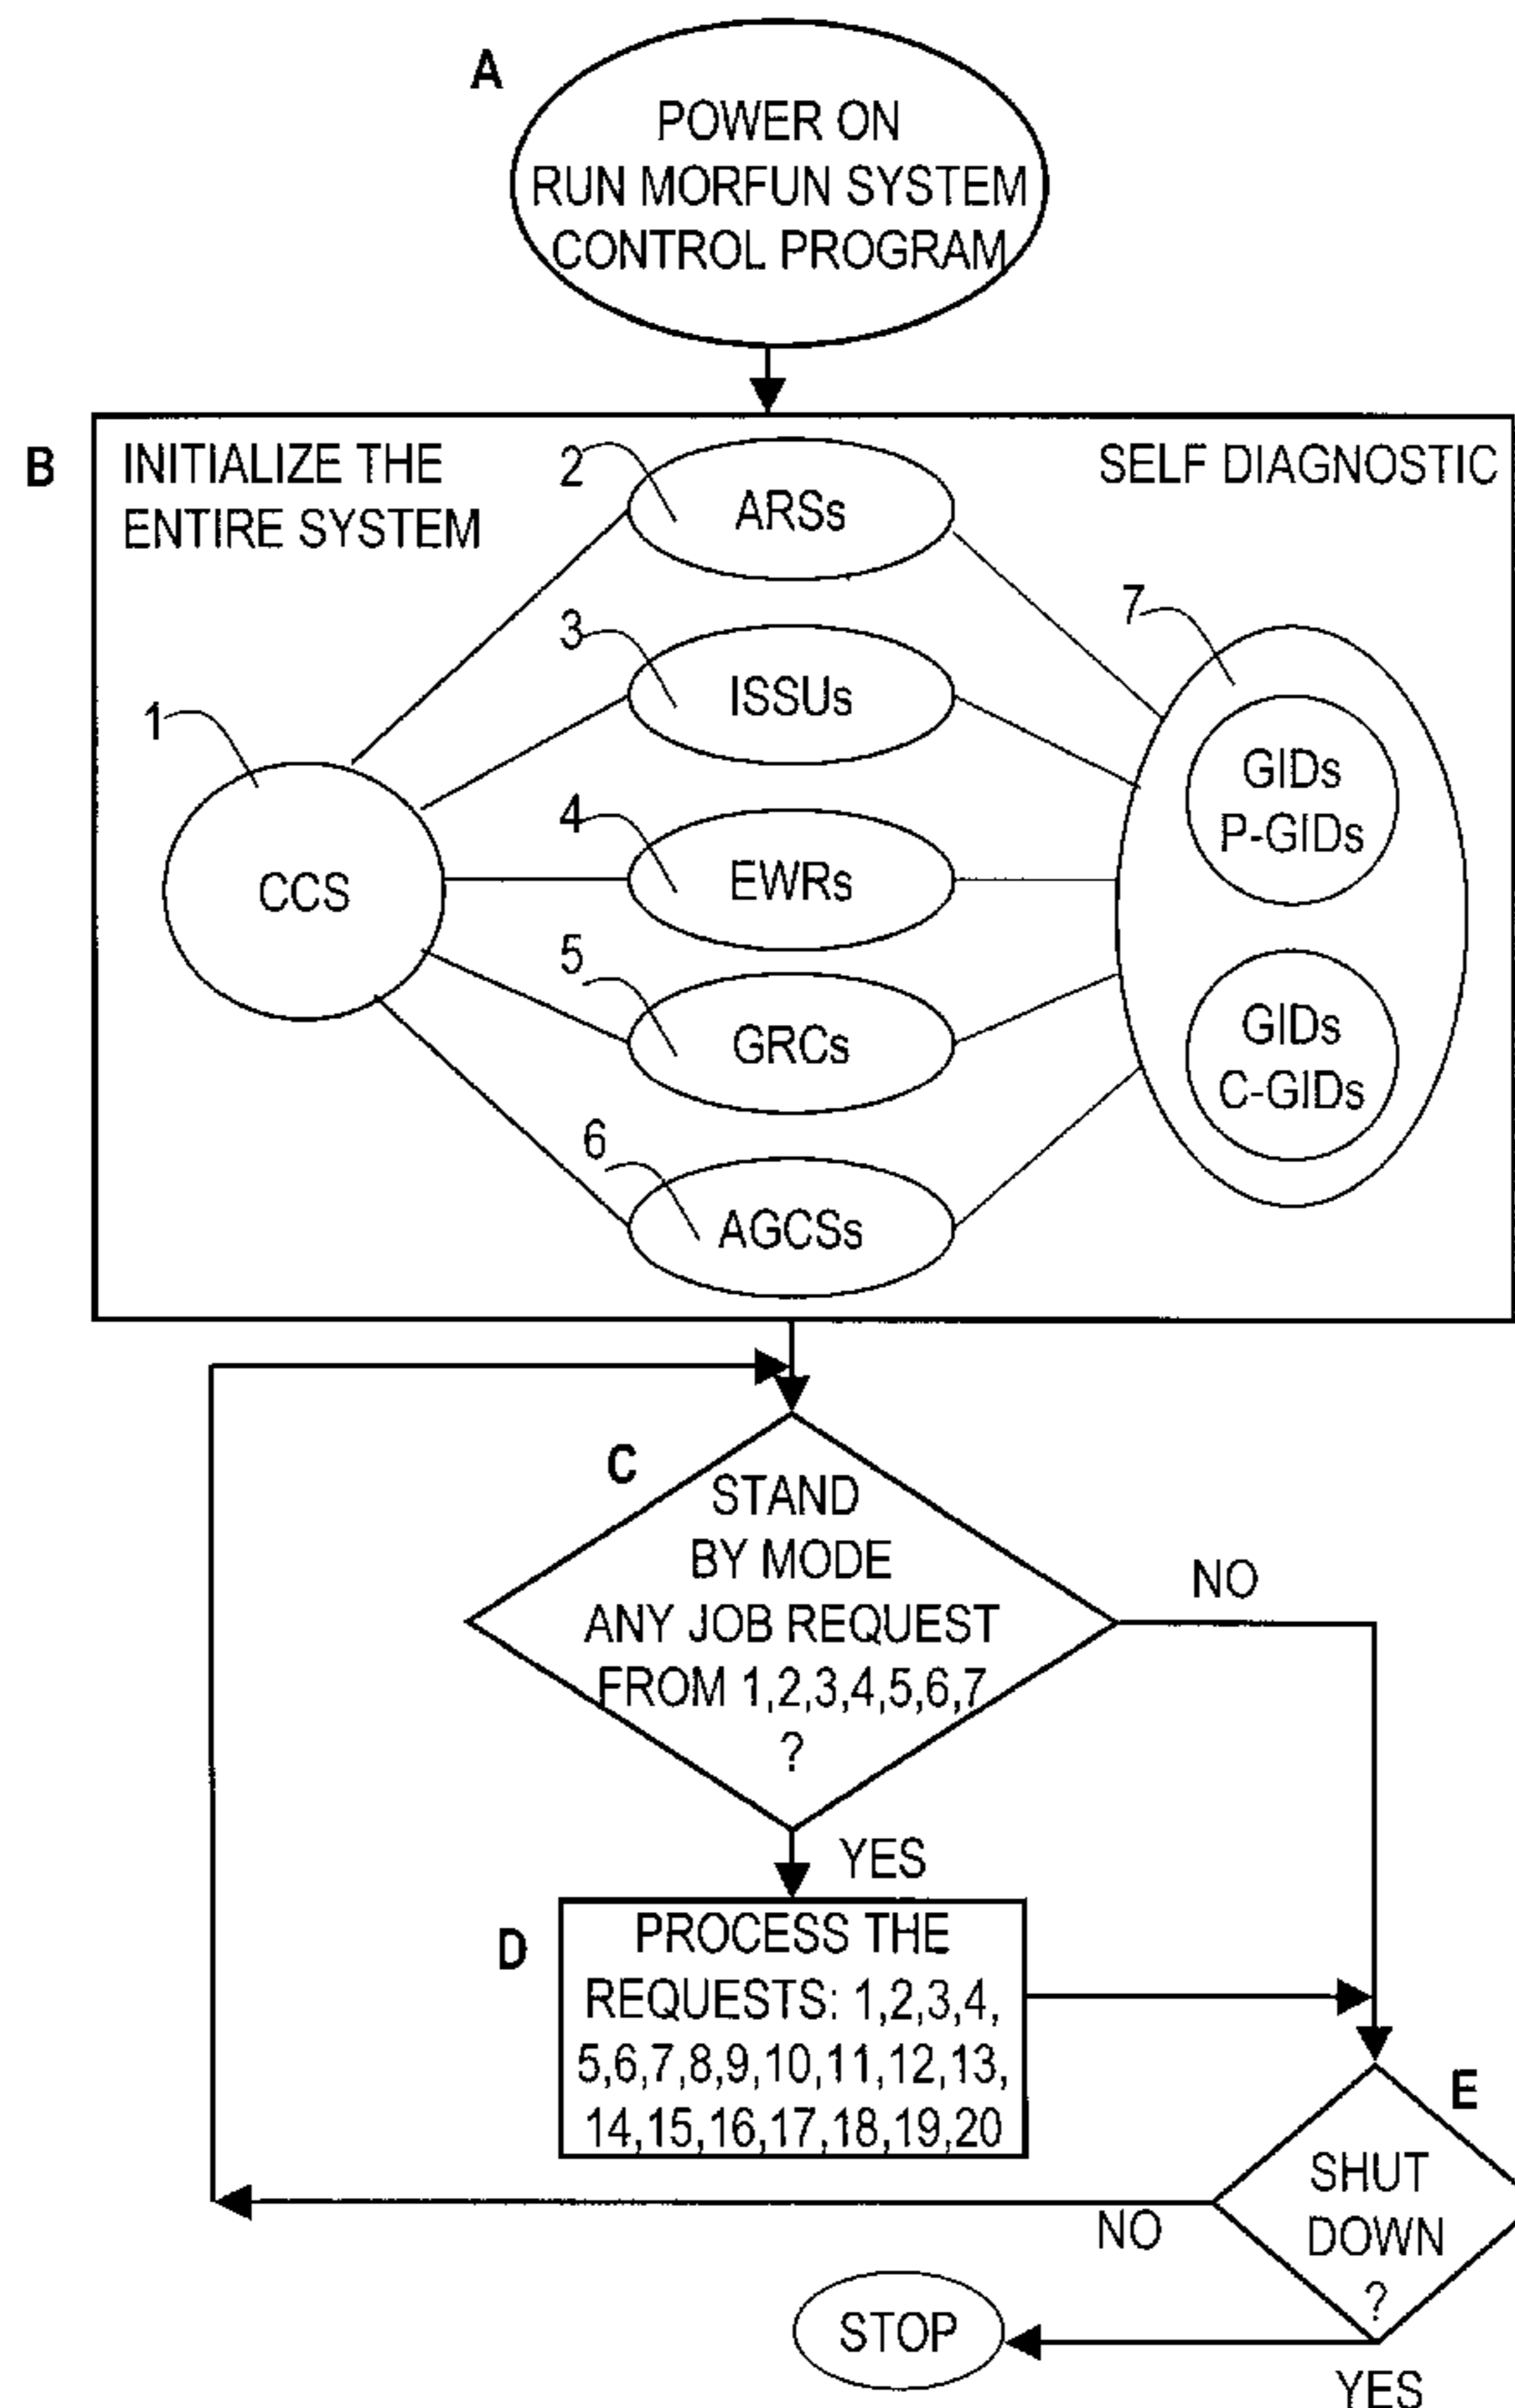 A
POWER ON
RUN MORFUN SYSTEM
CONTROL PROGRAM
B
INITIALIZE THE
ENTIRE SYSTEM
SELF DIAGNOSTIC
2
ARSs
3
ISSUs
7
1
CCS
4
EWRs
GIDs
P-GIDs
5
GRCs
GIDs
C-GIDs
6
AGCSs
C
STAND
BY MODE
ANY JOB REQUEST
FROM 1,2,3,4,5,6,7
?
NO
YES
D
PROCESS THE
REQUESTS: 1,2,3,4,
5,6,7,8,9,10,11,12,13,
14,15,16,17,18,19,20
E
SHUT
DOWN
?
NO
STOP
YES